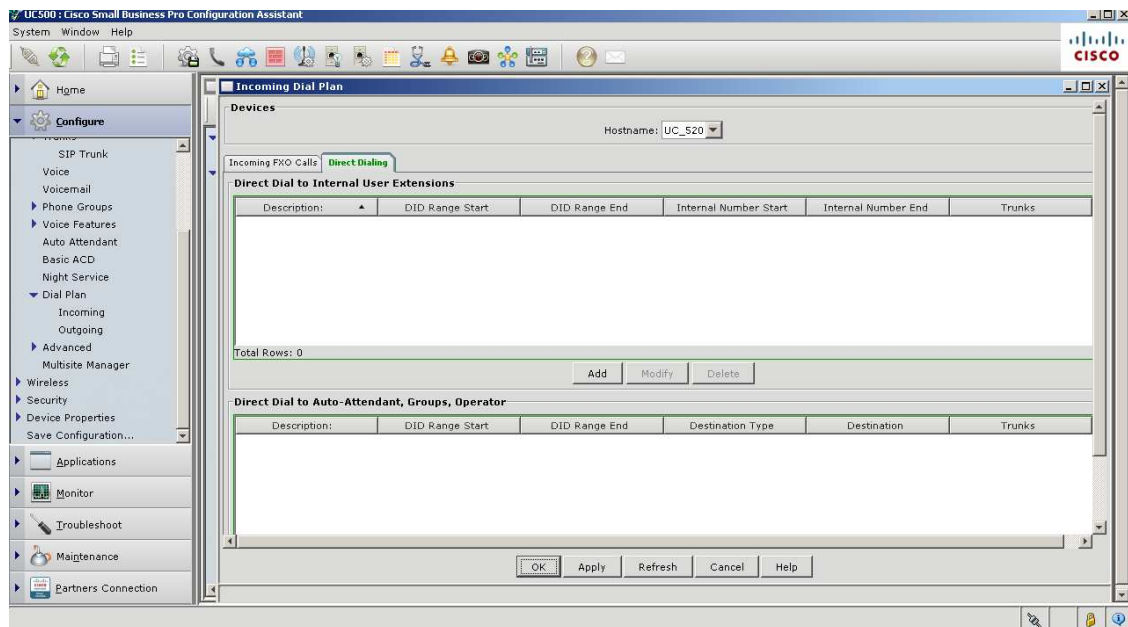 UC500 : Cisco Small Business Pro Configuration Assistant
System Window Help
CISCO
Home
Configure
SIP Trunk
Voice
Voicemail
Phone Groups
Voice Features
Auto Attendant
Basic ACD
Night Service
Dial Plan
Incoming
Outgoing
Advanced
Multisite Manager
Wireless
Security
Device Properties
Save Configuration...
Applications
Monitor
Troubleshoot
Maintenance
Partners Connection
Incoming Dial Plan
Devices
Hostname: UC_520
Incoming FXO Calls Direct Dialing
Direct Dial to Internal User Extensions
Description: DID Range Start DID Range End Internal Number Start Internal Number End Trunks
Total Rows: 0
Add Modify Delete
Direct Dial to Auto-Attendant, Groups, Operator
Description: DID Range Start DID Range End Destination Type Destination Trunks
OK Apply Refresh Cancel Help